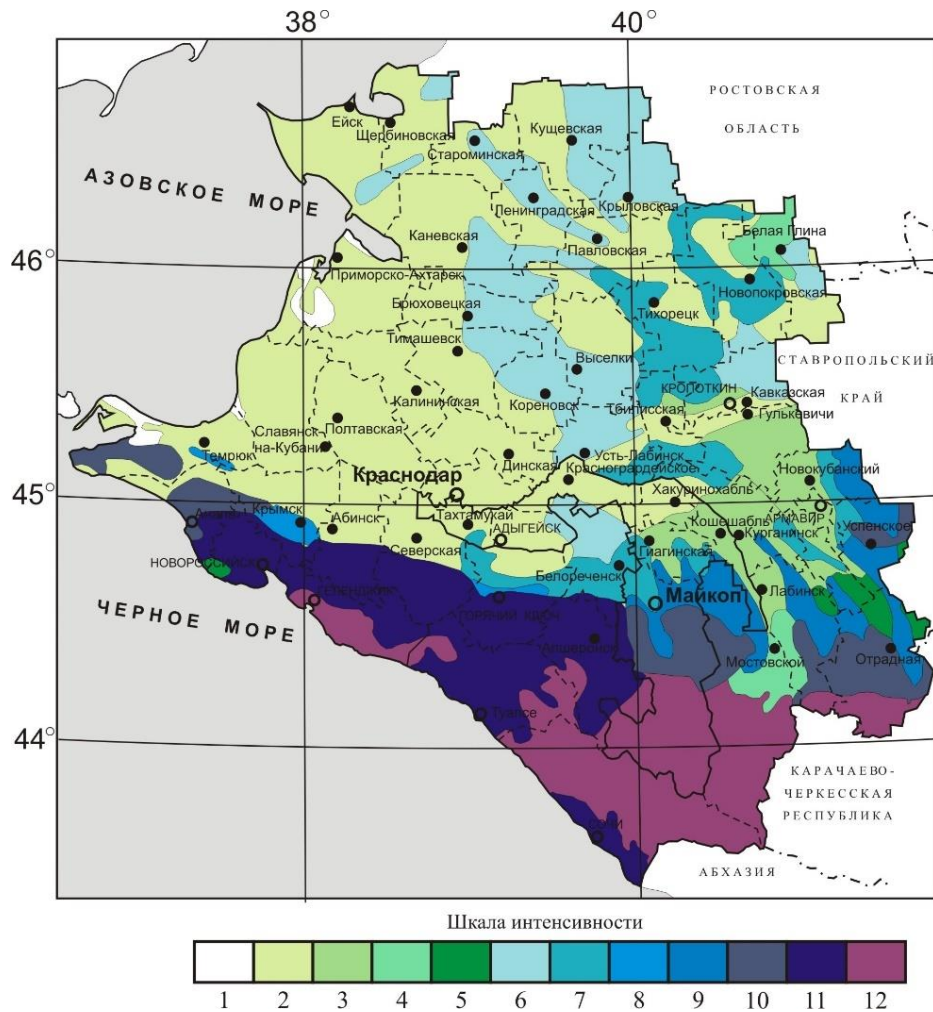 38° 40°
РОСТОВСКАЯ
ОБЛАСТЬ
Ейск
Щербиновская
Кущевская
Староминская
АЗОВСКОЕ МОРЕ
Ленинградская
Крыловская
Белая Глина
Каневская
Павловская
46°
Приморско-Ахтарск
Новопокровская
Брюховецкая
Тихорецк
Тимашевск
Выселки
СТАВРОПОЛЬСКИЙ
КРАЙ
КРОПОТКИН
Кавказская
Калининская
Кореновск
Тбилисская
Гулькевичи
Славянск-
на-Кубани
Полтавская
Темрюк
Динская
Усть-Лабинск
Красногвардейское
Новокубанский
Краснодар
45°
Хакуринохабль
Анапа
Крымск
Абинск
Тахтамукай
АДЫГЕЙСК
Кошехабль
АРМАВИР
Курганинск
Успенское
Северская
Гиагинская
НОВОРОССИЙСК
Белореченск
Лабинск
ГЕЛЕНДЖИК
ГОРЯЧИЙ КЛЮЧ
Майкоп
ЧЕРНОЕ МОРЕ
Апшеронск
Мостовской
Отрадная
Туапсе
44°
КАРАЧАЕВО-
ЧЕРКЕССКАЯ
РЕСПУБЛИКА
СОЧИ
АБХАЗИЯ
Шкала интенсивности
1 2 3 4 5 6 7 8 9 10 11 12